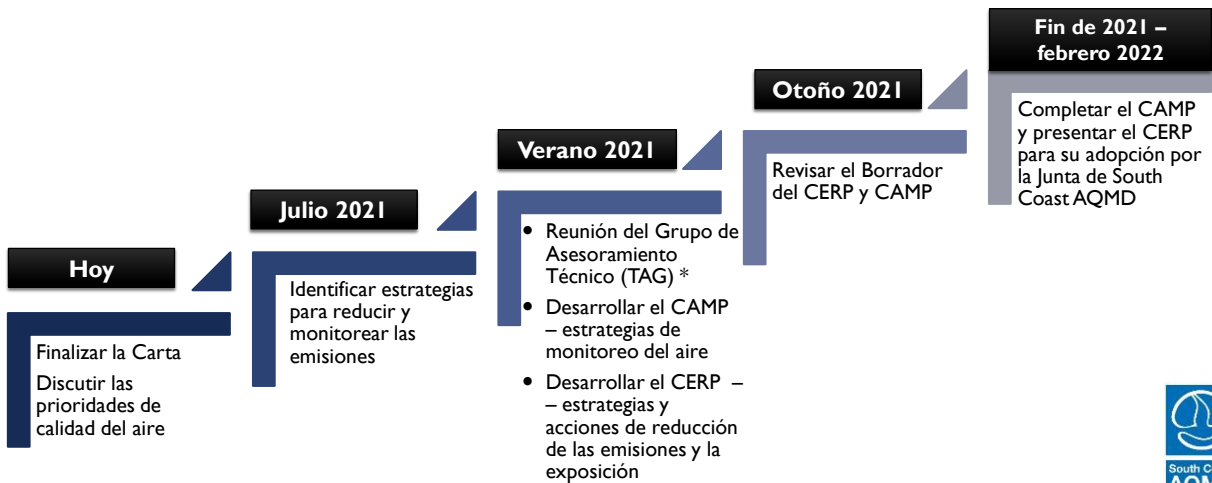 Hoy
Finalizar la Carta
Discutir las
prioridades de
calidad del aire
Julio 2021
Identificar estrategias
para reducir y
monitorear las
emisiones
Verano 2021
• Reunión del Grupo de
Asesoramiento
Técnico (TAG) *
• Desarrollar el CAMP
– estrategias de
monitoreo del aire
• Desarrollar el CERP –
– estrategias y
acciones de reducción
de las emisiones y la
exposición
Otoño 2021
Revisar el Borrador
del CERP y CAMP
Fin de 2021 –
febrero 2022
Completar el CAMP
y presentar el CERP
para su adopción por
la Junta de South
Coast AQMD
South C